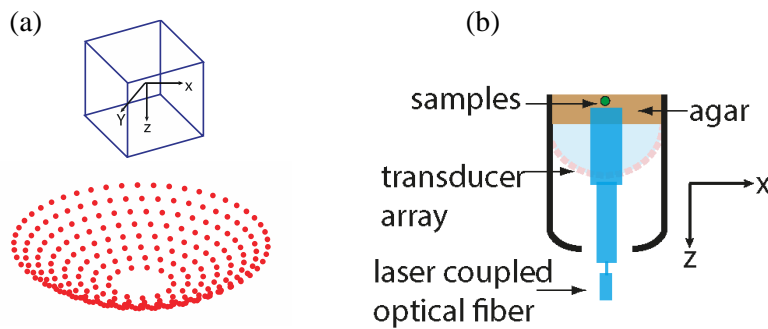 (a)
x
Y
z
(b)
samples
agar
transducer
array
x
z
laser coupled
optical fiber